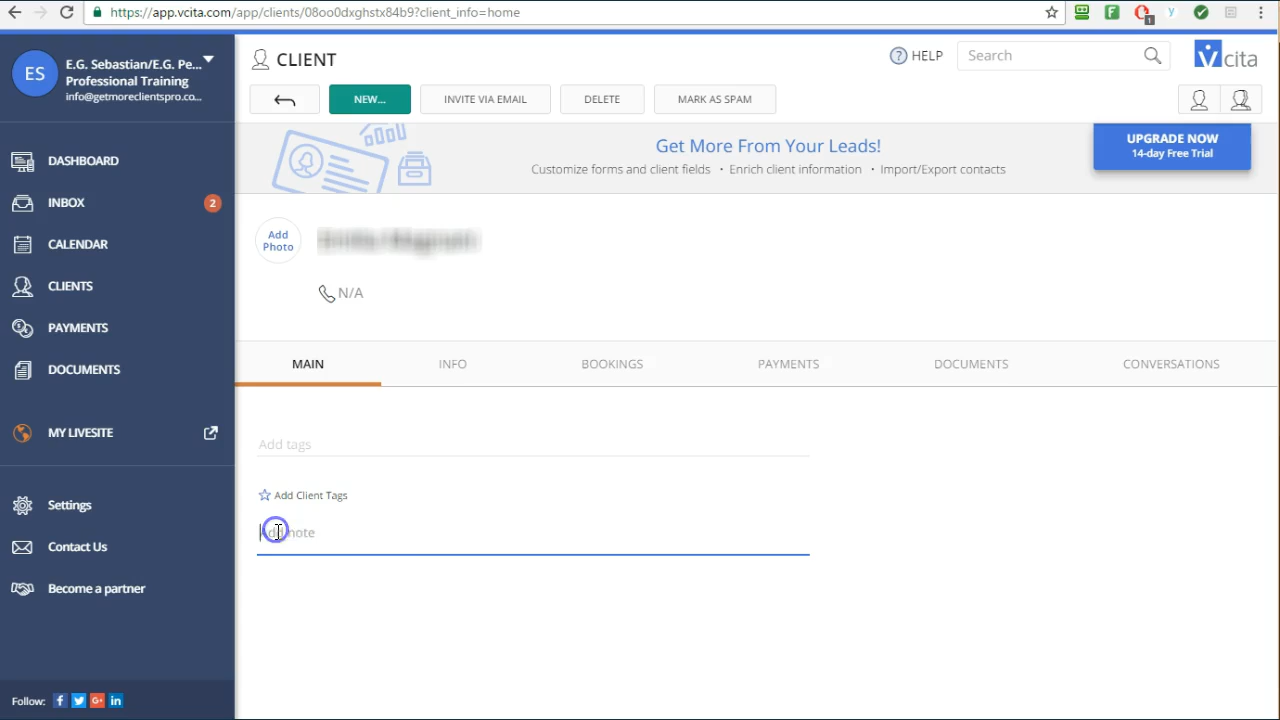 https://app.vcita.com/app/clients/08oo0dxghstx84b9?client_info=home
ES
E.G. Sebastian/E.G. Pe...
Professional Training
info@getmoreclientspro.co...
DASHBOARD
INBOX
2
CALENDAR
CLIENTS
PAYMENTS
DOCUMENTS
MY LIVESITE
Settings
Contact Us
Become a partner
Follow:
CLIENT
HELP
Search
vcita
NEW...
INVITE VIA EMAIL
DELETE
MARK AS SPAM
Get More From Your Leads!
Customize forms and client fields • Enrich client information • Import/Export contacts
UPGRADE NOW
14-day Free Trial
Add
Photo
N/A
MAIN
INFO
BOOKINGS
PAYMENTS
DOCUMENTS
CONVERSATIONS
Add tags
Add Client Tags
Add note